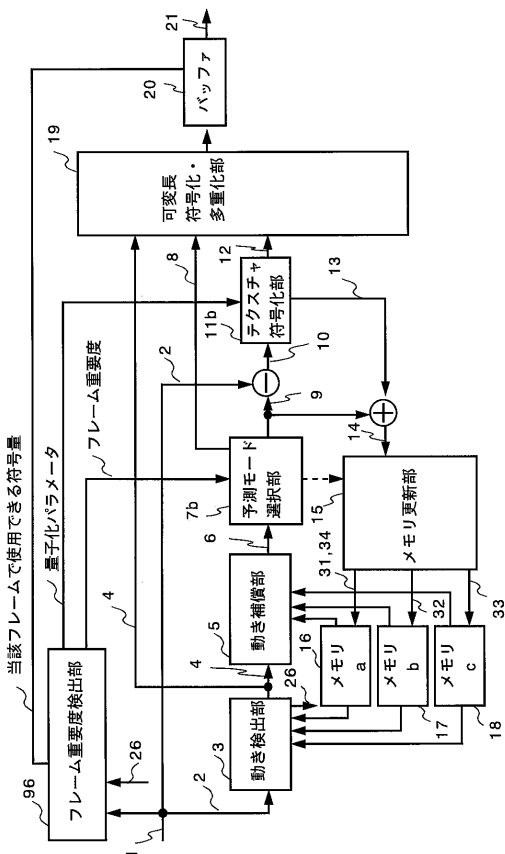 当該フレームで使用できる符号量
量子化パラメータ
フレーム重要度
96
フレーム重要度検出部
26
1
2
3
動き検出部
4
4
5
動き補償部
6
7b
予測モード
選択部
8
2
9
10
11b
テクスチャ
符号化部
12
13
14
15
メモリ更新部
31,34
32
33
26
16
メモリ
a
メモリ
b
17
メモリ
c
18
19
可変長
符号化・
多重化部
20
バッファ
21